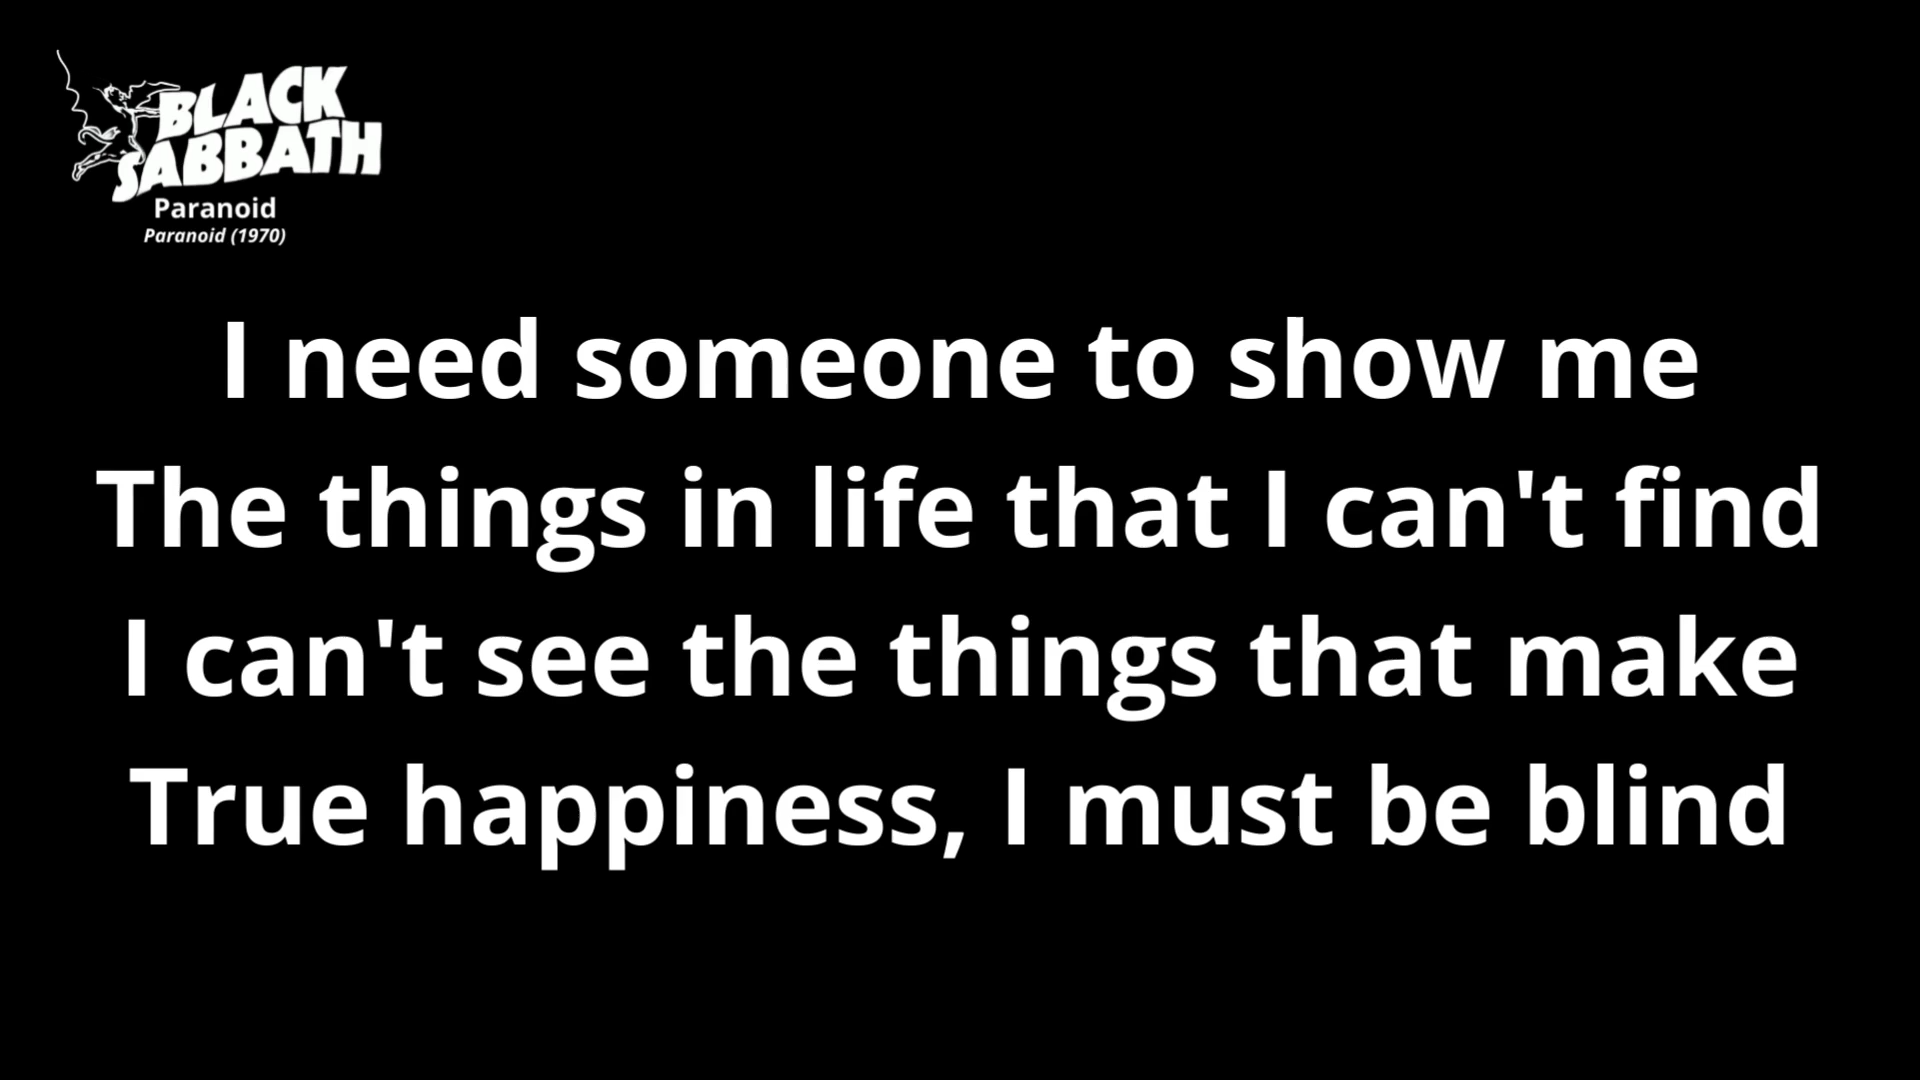 BLACK
SABBATH
Paranoid
Paranoid (1970)
I need someone to show me
The things in life that I can't find
I can't see the things that make
True happiness, I must be blind